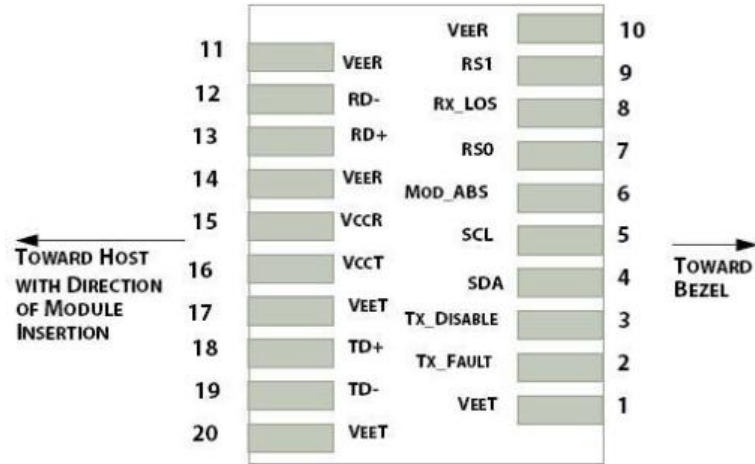 11 VEER
12 RD-
13 RD+
14 VEER
15 VCCR
16 VCCT
17 VEET
18 TD+
19 TD-
20 VEET
VEER 10
RS1 9
RX_LOS 8
RS0 7
MOD_ABS 6
SCL 5
SDA 4
TX_DISABLE 3
TX_FAULT 2
VEET 1
TOWARD HOST
WITH DIRECTION
OF MODULE
INSERTION
TOWARD
BEZEL